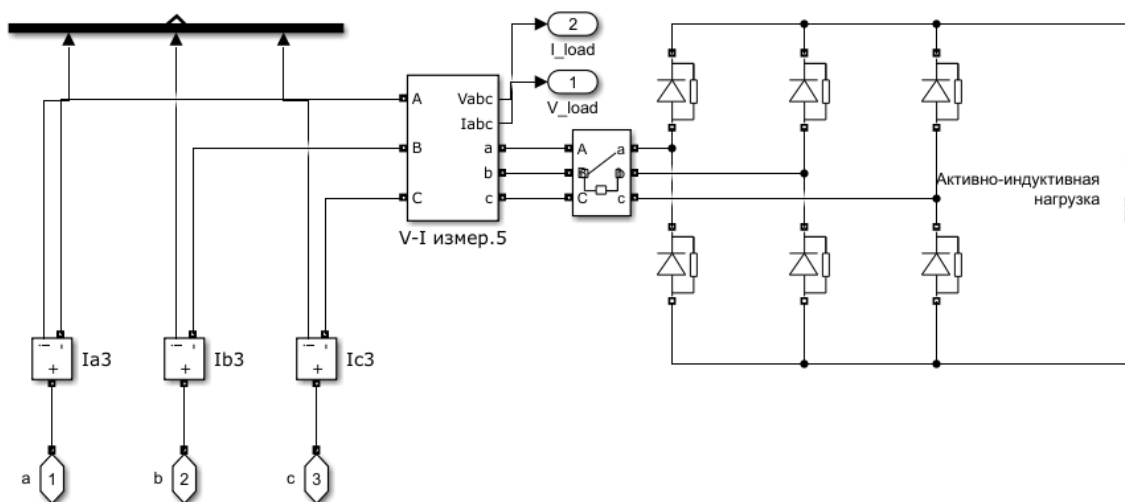 2
I_load
1
V_load
A
Vabc
Iabc
B
a
b
C
c
A
a
b
C
c
V-I измер.5
Активно-индуктивная
нагрузка
+
Ia3
+
Ib3
+
Ic3
a
1
b
2
c
3